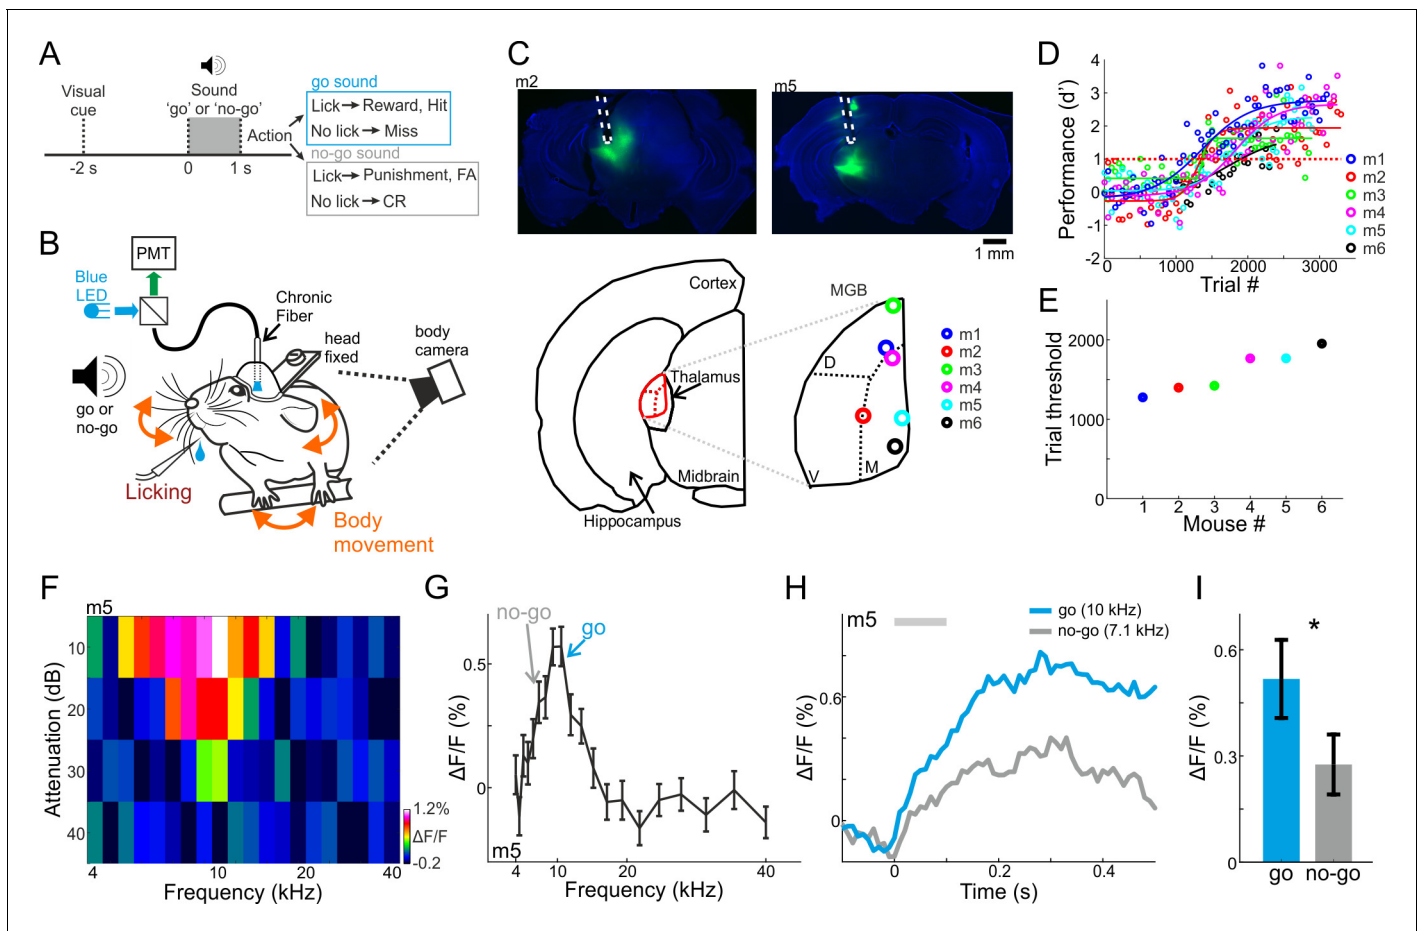 A
Visual
cue
Sound
'go' or 'no-go'
Action
-2 s
0
1 s
go sound
Lick→Reward, Hit
No lick→Miss
no-go sound
Lick→Punishment, FA
No lick→CR
B
PMT
Blue
LED
Chronic
Fiber
head
fixed
body
camera
go or
no-go
Licking
Body
movement
C
m2
m5
1 mm
Cortex
Thalamus
Midbrain
Hippocampus
MGB
D
V
M
m1
m2
m3
m4
m5
m6
D
Performance (d')
4
3
2
1
0
-1
-2
0
1000
2000
3000
Trial #
m1
m2
m3
m4
m5
m6
E
Trial threshold
2000
1000
0
1 2 3 4 5 6
Mouse #
F
m5
Attenuation (dB)
10
20
30
40
4 10 20 40
Frequency (kHz)
1.2%
ΔF/F
-0.2
G
no-go
go
ΔF/F (%)
0.5
0
m5
4 10 20 40
Frequency (kHz)
H
m5
go (10 kHz)
no-go (7.1 kHz)
ΔF/F (%)
0.6
0
0 0.2 0.4
Time (s)
I
*
ΔF/F (%)
0.6
0.3
0
go no-go